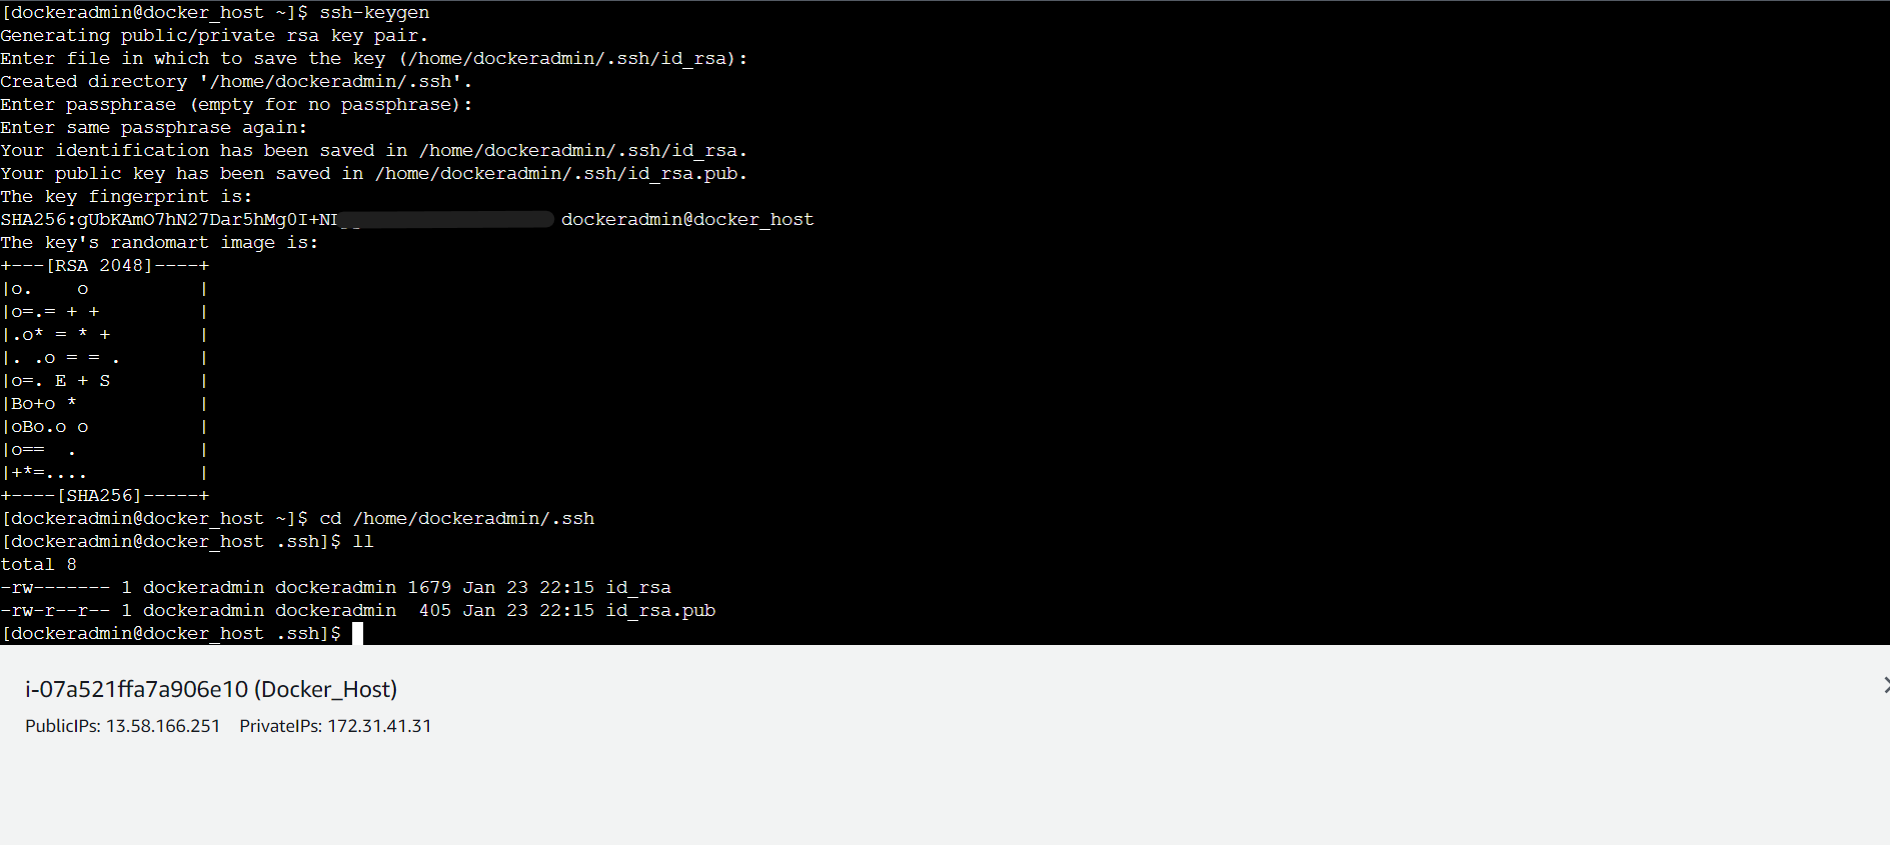 [dockeradmin@docker_host ~]$ ssh-keygen
Generating public/private rsa key pair.
Enter file in which to save the key (/home/dockeradmin/.ssh/id_rsa):
Created directory '/home/dockeradmin/.ssh'.
Enter passphrase (empty for no passphrase):
Enter same passphrase again:
Your identification has been saved in /home/dockeradmin/.ssh/id_rsa.
Your public key has been saved in /home/dockeradmin/.ssh/id_rsa.pub.
The key fingerprint is:
SHA256:gUbKAmO7hN27Dar5hMg0I+NI dockeradmin@docker_host
The key's randomart image is:
+---[RSA 2048]----+
|o.    o          |
|o=.= + +         |
|.o* = * +        |
|. .o = = .       |
|o=. E + S        |
|Bo+o *           |
|oBo.o o          |
|o==  .           |
|+*=....          |
+----[SHA256]-----+
[dockeradmin@docker_host ~]$ cd /home/dockeradmin/.ssh
[dockeradmin@docker_host .ssh]$ ll
total 8
-rw------- 1 dockeradmin dockeradmin 1679 Jan 23 22:15 id_rsa
-rw-r--r-- 1 dockeradmin dockeradmin  405 Jan 23 22:15 id_rsa.pub
[dockeradmin@docker_host .ssh]$
i-07a521ffa7a906e10 (Docker_Host)
PublicIPs: 13.58.166.251 PrivateIPs: 172.31.41.31